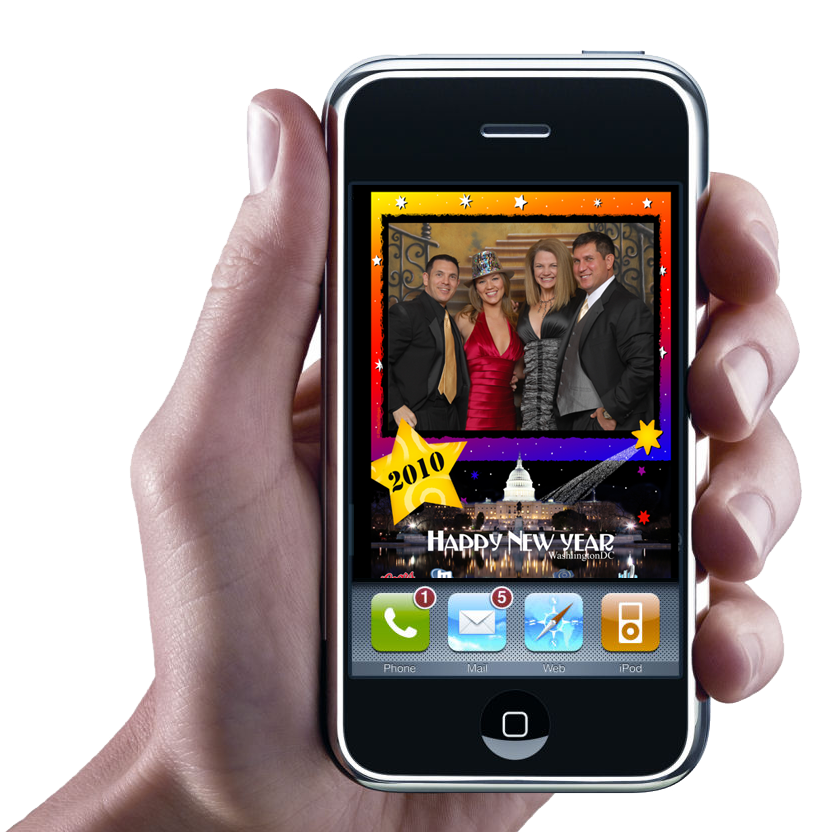 2010
HAPPY NEW YEAR
WashingtonDC
1
5
Phone
Mail
Web
iPod